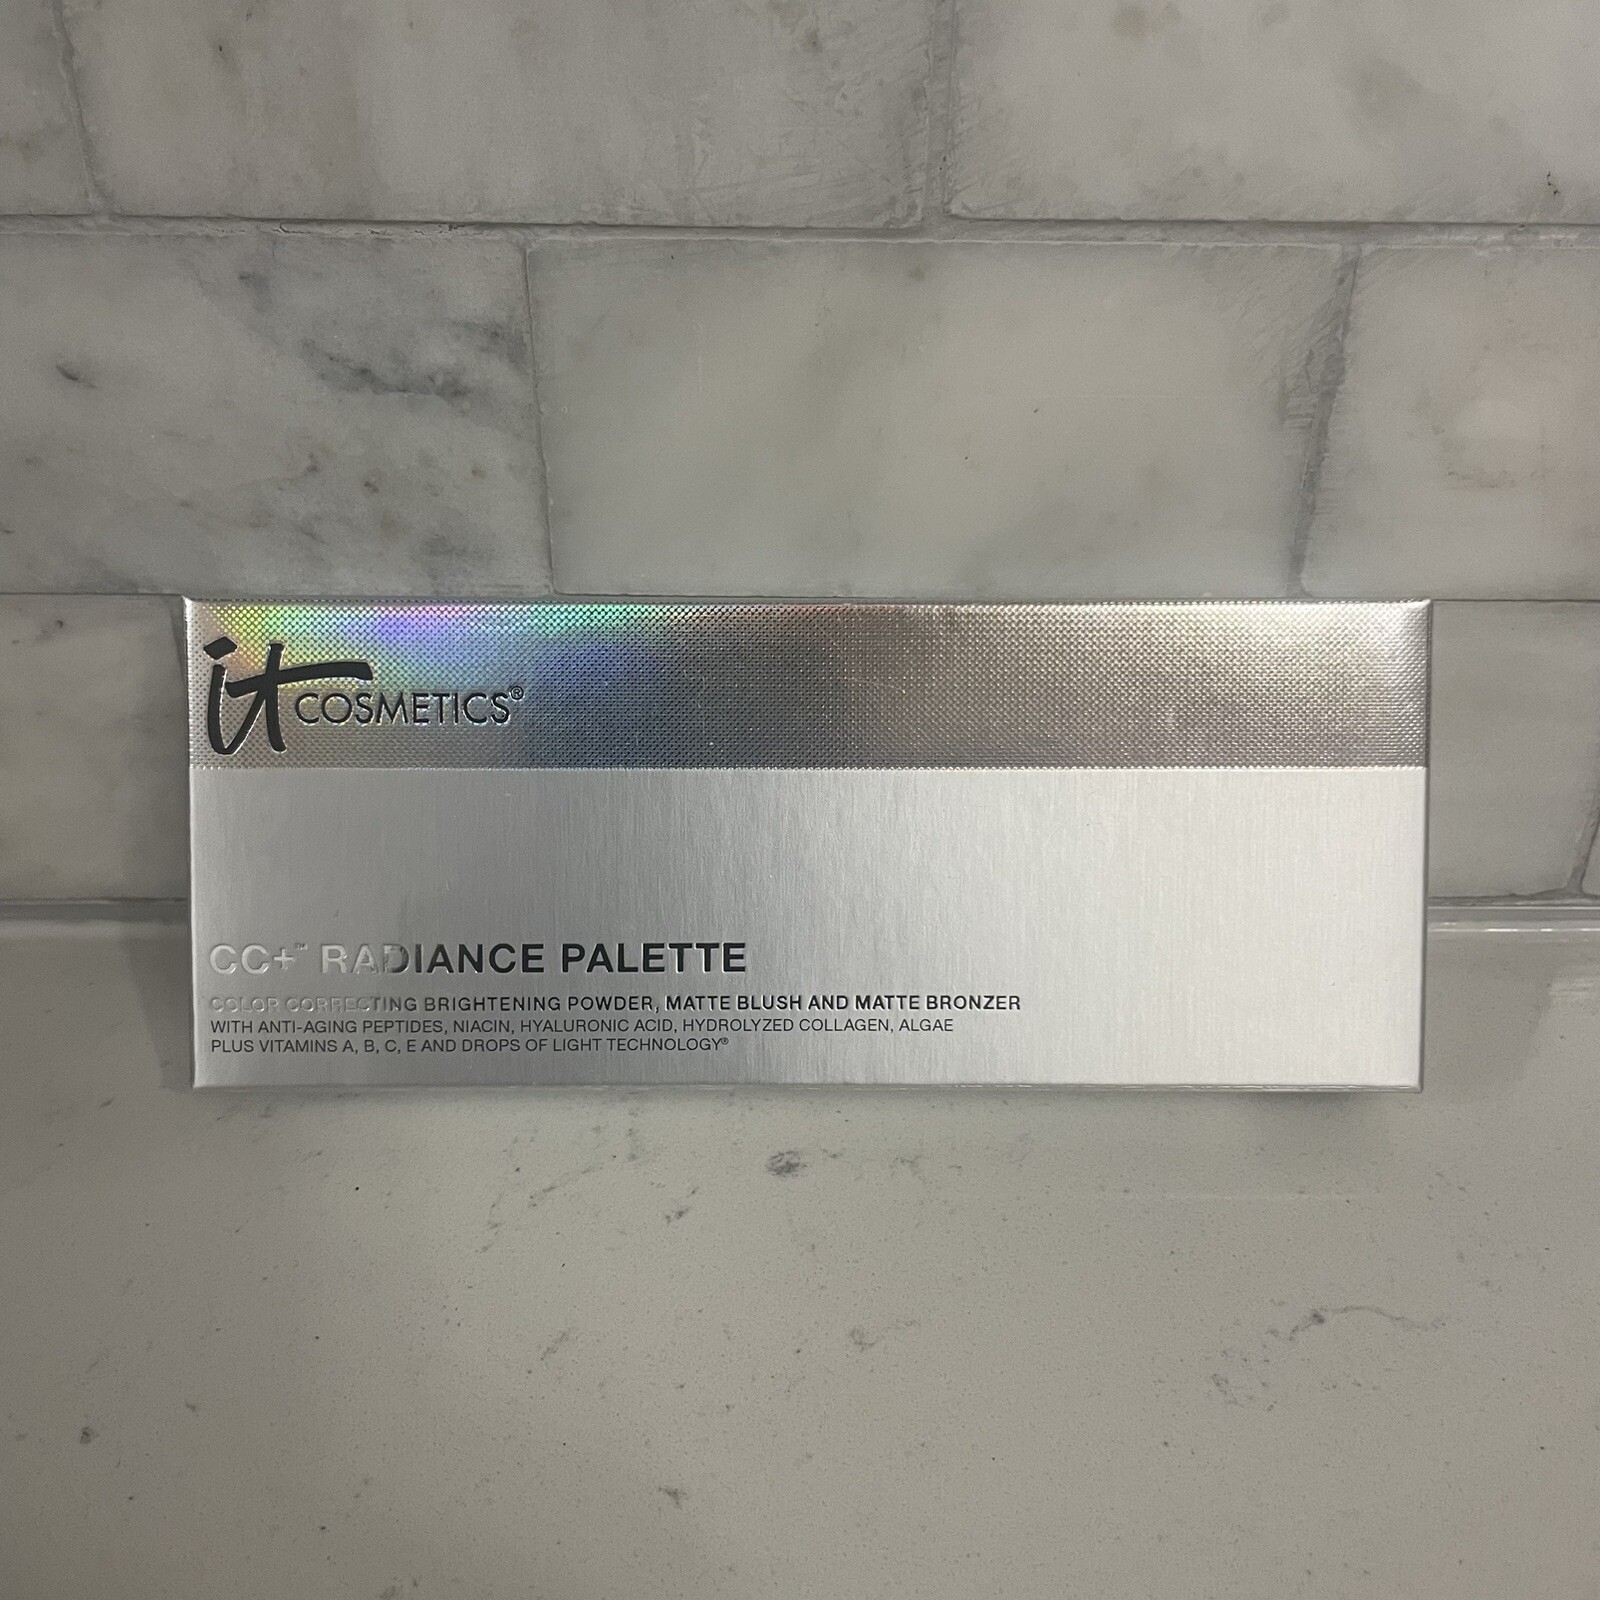 it COSMETICS®
CC+™ RADIANCE PALETTE
COLOR CORRECTING BRIGHTENING POWDER, MATTE BLUSH AND MATTE BRONZER
WITH ANTI-AGING PEPTIDES, NIACIN, HYALURONIC ACID, HYDROLYZED COLLAGEN, ALGAE
PLUS VITAMINS A, B, C, E AND DROPS OF LIGHT TECHNOLOGY®